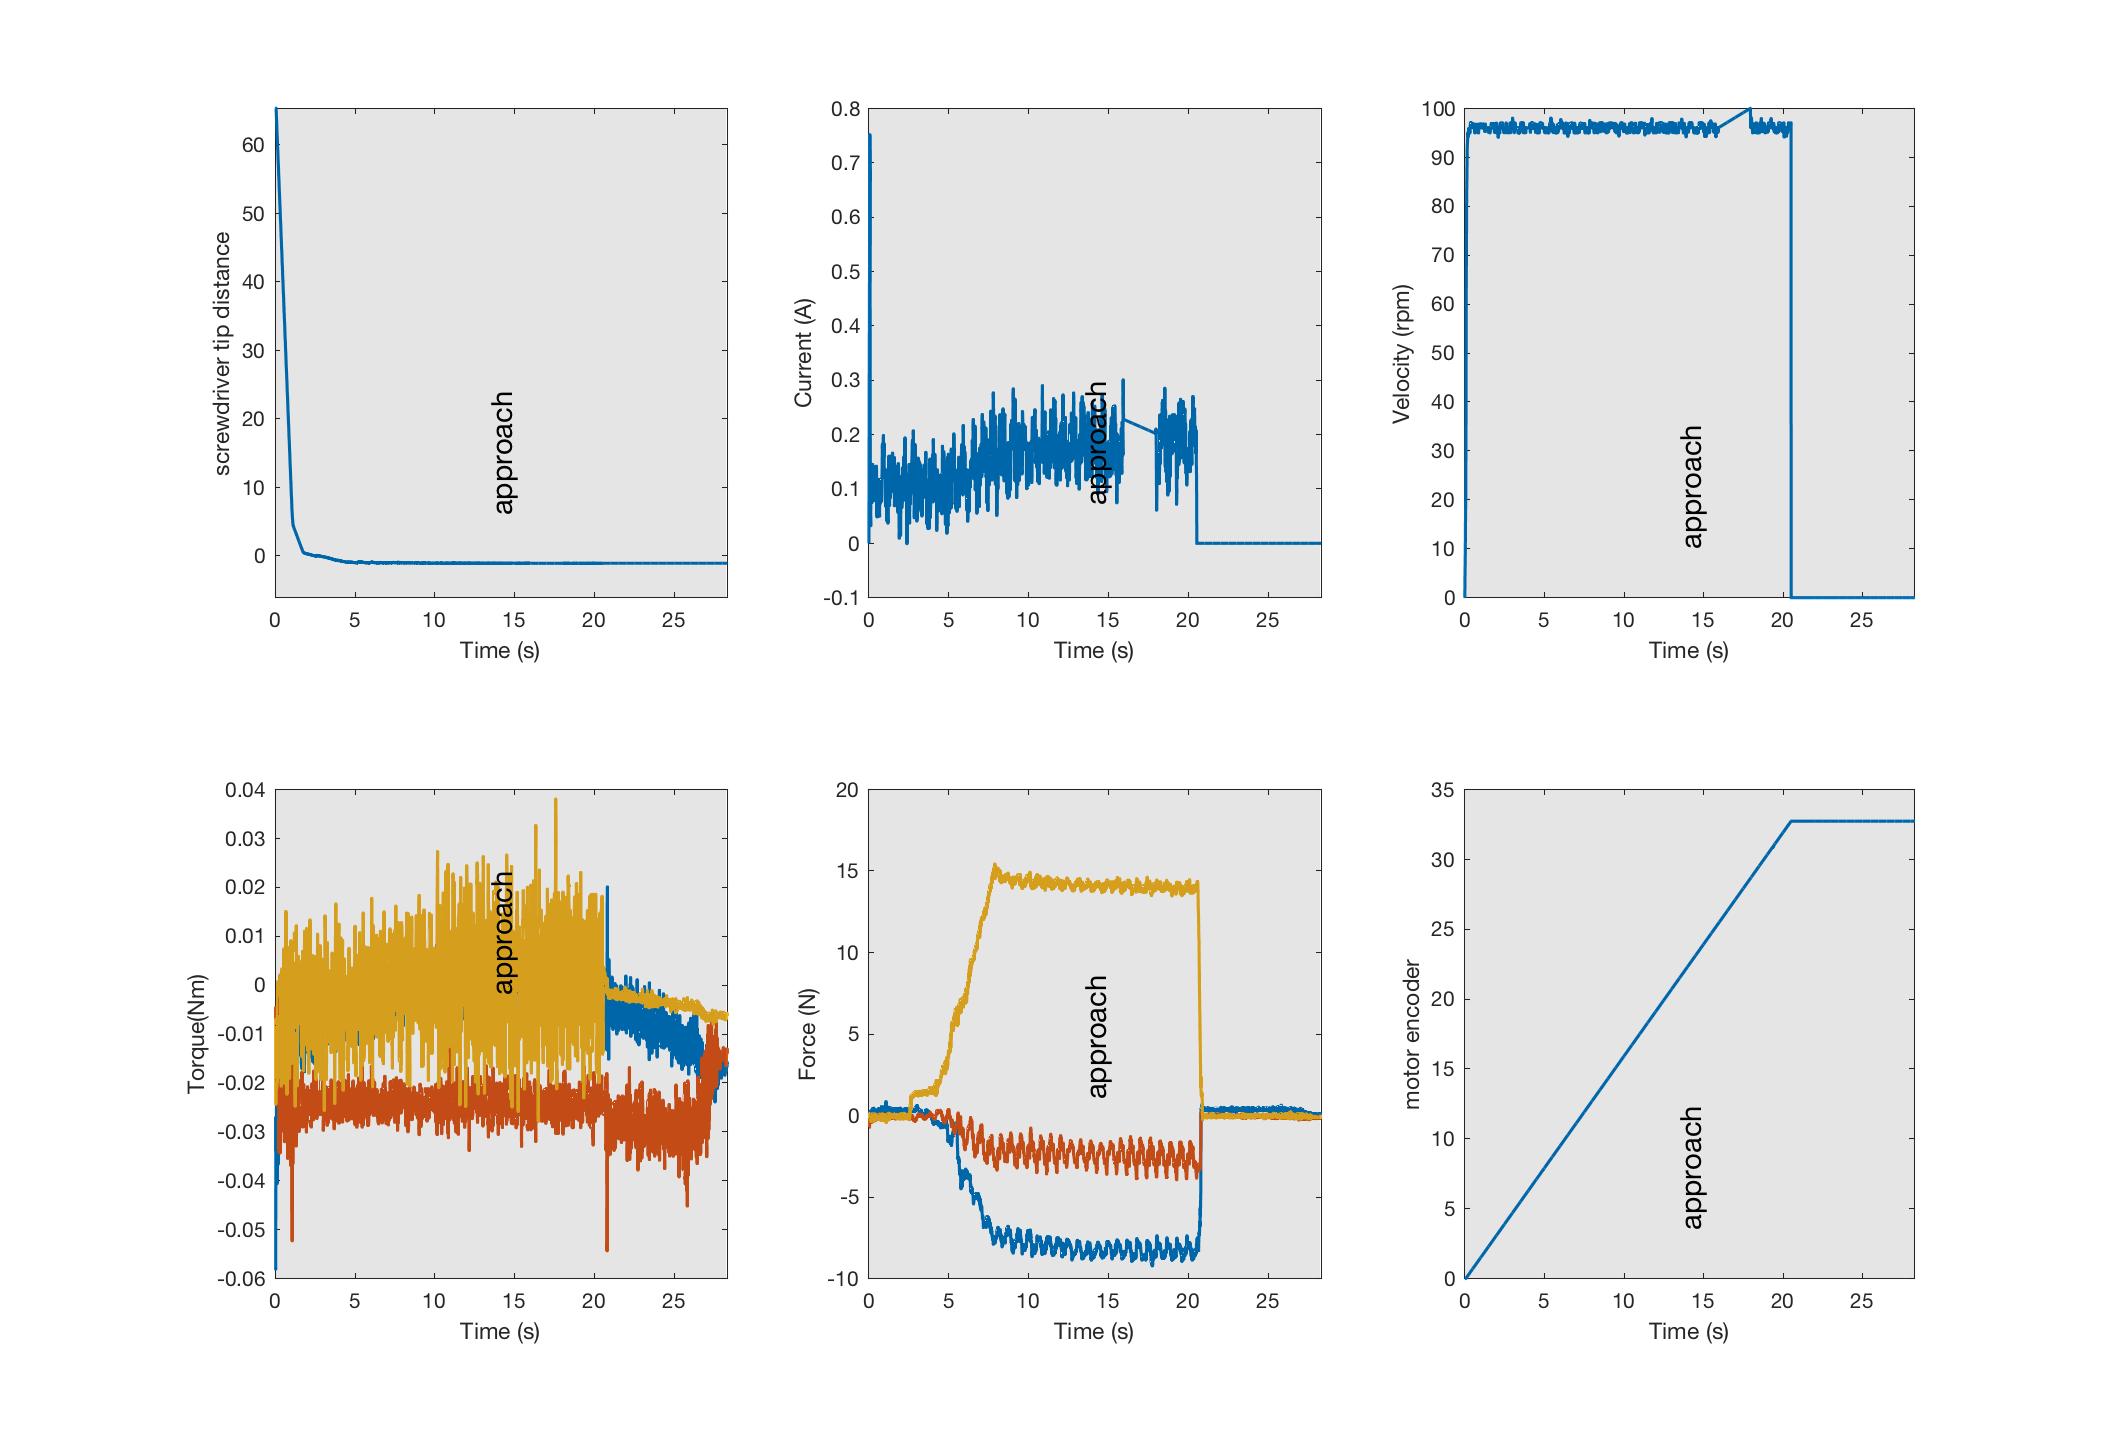 screwdriver tip distance
60
50
40
30
20
10
0
approach
0 5 10 15 20 25
Time (s)
Current (A)
0.8
0.7
0.6
0.5
0.4
0.3
0.2
0.1
0
-0.1
approach
0 5 10 15 20 25
Time (s)
Velocity (rpm)
100
90
80
70
60
50
40
30
20
10
0
approach
0 5 10 15 20 25
Time (s)
Torque(Nm)
0.04
0.03
0.02
0.01
0
-0.01
-0.02
-0.03
-0.04
-0.05
-0.06
approach
0 5 10 15 20 25
Time (s)
Force (N)
20
15
10
5
0
-5
-10
approach
0 5 10 15 20 25
Time (s)
motor encoder
35
30
25
20
15
10
5
0
approach
0 5 10 15 20 25
Time (s)